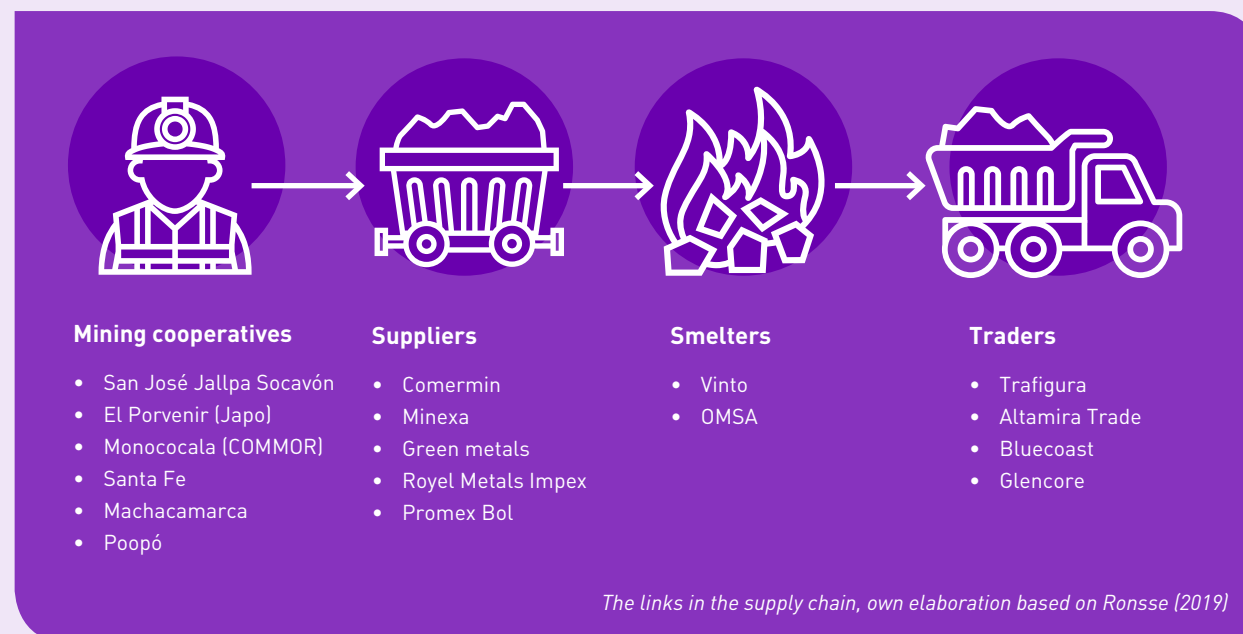 Mining cooperatives
• San José Jallpa Socavón
• El Porvenir (Japo)
• Monococala (COMMOR)
• Santa Fe
• Machacamarca
• Poopó
Suppliers
• Comermin
• Minexa
• Green metals
• Royel Metals Impex
• Promex Bol
Smelters
• Vinto
• OMSA
Traders
• Trafigura
• Altamira Trade
• Bluecoast
• Glencore
The links in the supply chain, own elaboration based on Ronsse (2019)